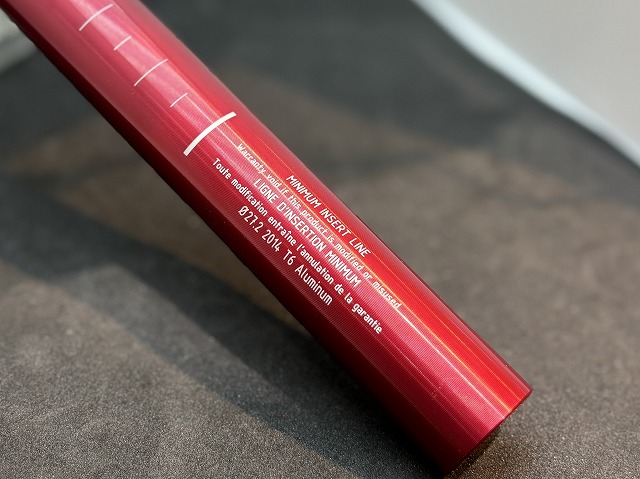 MINIMUM INSERT LINE
Warranty void if this product is modified or misused
LIGNE D'INSERTION MINIMUM
Toute modification entraîne l'annulation de la garantie
Ø27.2 2014 T6 Aluminum